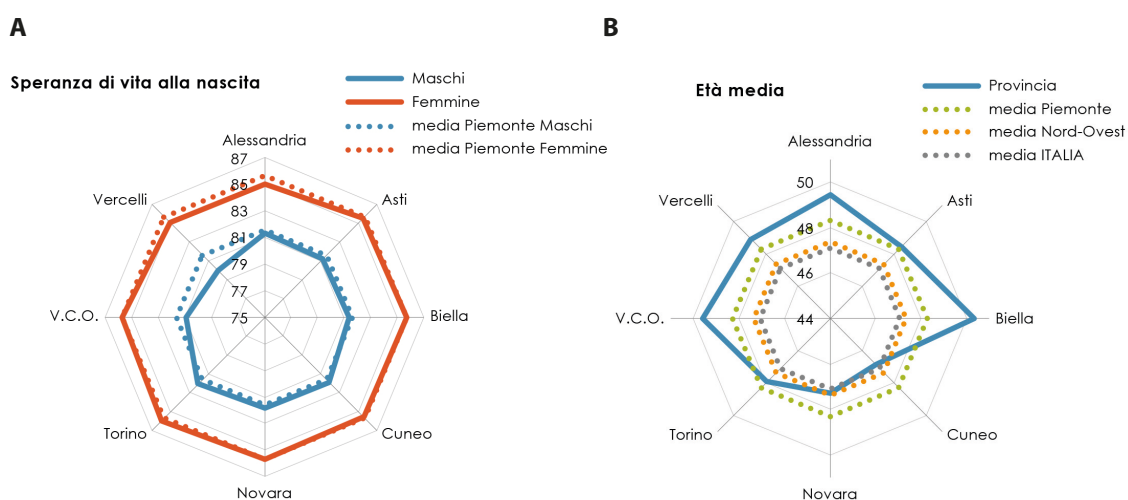 A
Speranza di vita alla nascita
Maschi
Femmine
media Piemonte Maschi
media Piemonte Femmine
Alessandria
Asti
Biella
Cuneo
Novara
Torino
V.C.O.
Vercelli
87
85
83
81
79
77
75
B
Età media
Provincia
media Piemonte
media Nord-Ovest
media ITALIA
Alessandria
Asti
Biella
Cuneo
Novara
Torino
V.C.O.
Vercelli
50
48
46
44